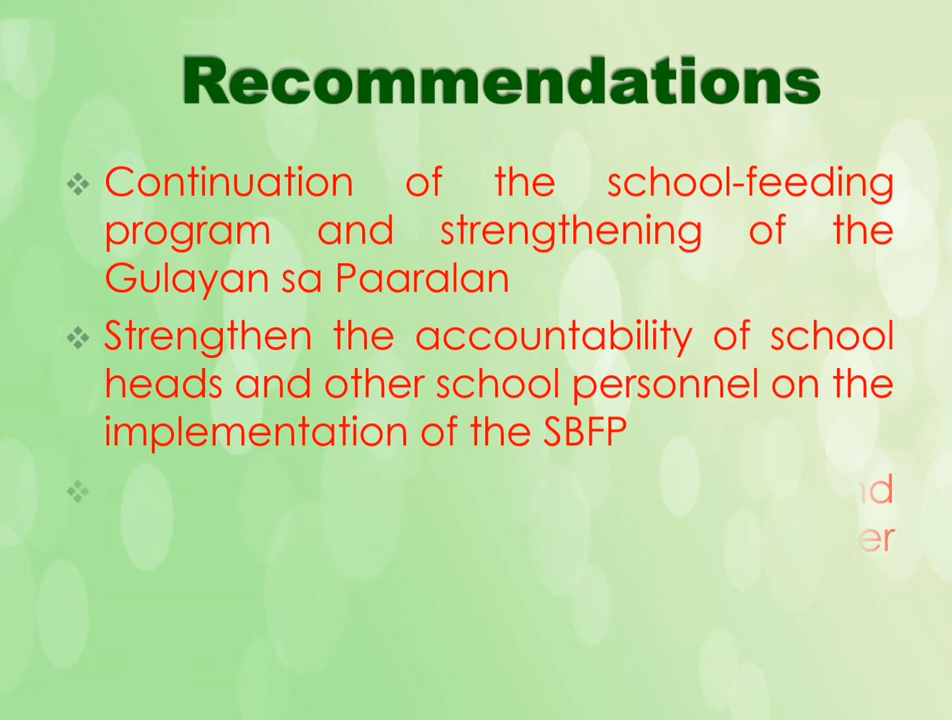 Recommendations
Continuation of the school-feeding
program and strengthening of the
Gulayan sa Paaralan
Strengthen the accountability of school
heads and other school personnel on the
implementation of the SBFP